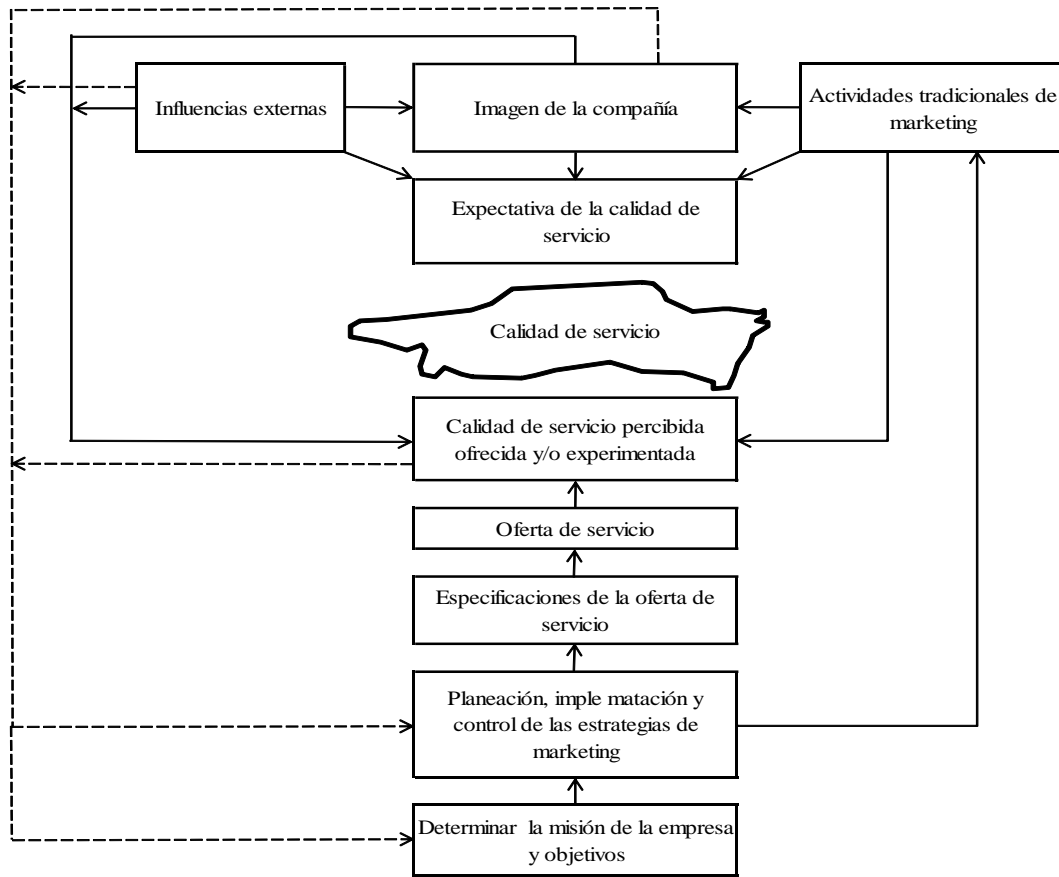 Influencias externas
Imagen de la compañía
Actividades tradicionales de
marketing
Expectativa de la calidad de
servicio
Calidad de servicio
Calidad de servicio percibida
ofrecida y/o experimentada
Oferta de servicio
Especificaciones de la oferta de
servicio
Planeación, imple matación y
control de las estrategias de
marketing
Determinar la misión de la empresa
y objetivos